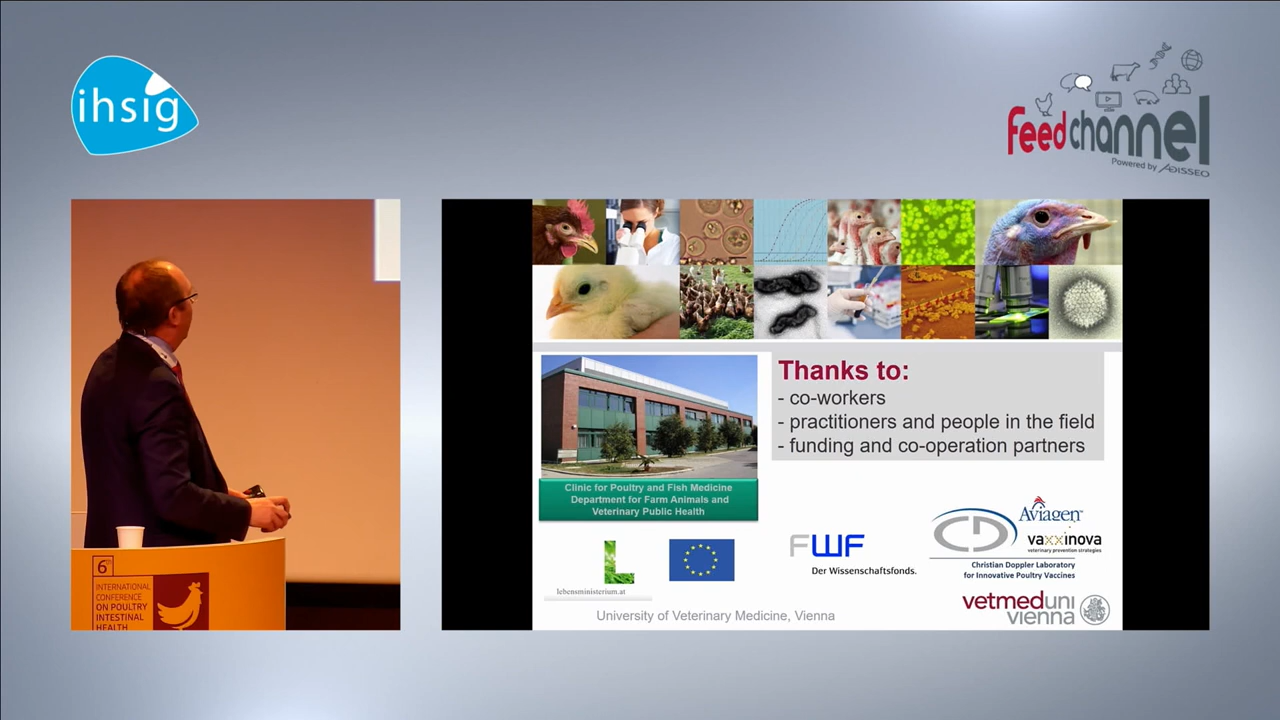 ihsig
feedchannel
Powered by ADISSEO
Thanks to:
- co-workers
- practitioners and people in the field
- funding and co-operation partners
Clinic for Poultry and Fish Medicine
Department for Farm Animals and
Veterinary Public Health
L
lebensministerium.at
FWF
Der Wissenschaftsfonds.
CD
Aviagen
vaxxinova
veterinary prevention strategies
Christian Doppler Laboratory
for Innovative Poultry Vaccines
University of Veterinary Medicine, Vienna
vetmeduni
vienna
6th
INTERNATIONAL
CONFERENCE
ON POULTRY
INTESTINAL
HEALTH